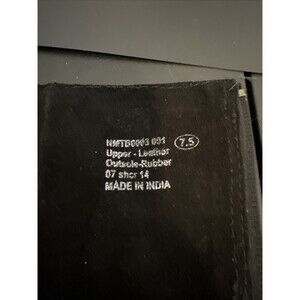 NMTB0003 001 7.5
Upper - Leather
Outsole-Rubber
07 shcr 14
MADE IN INDIA